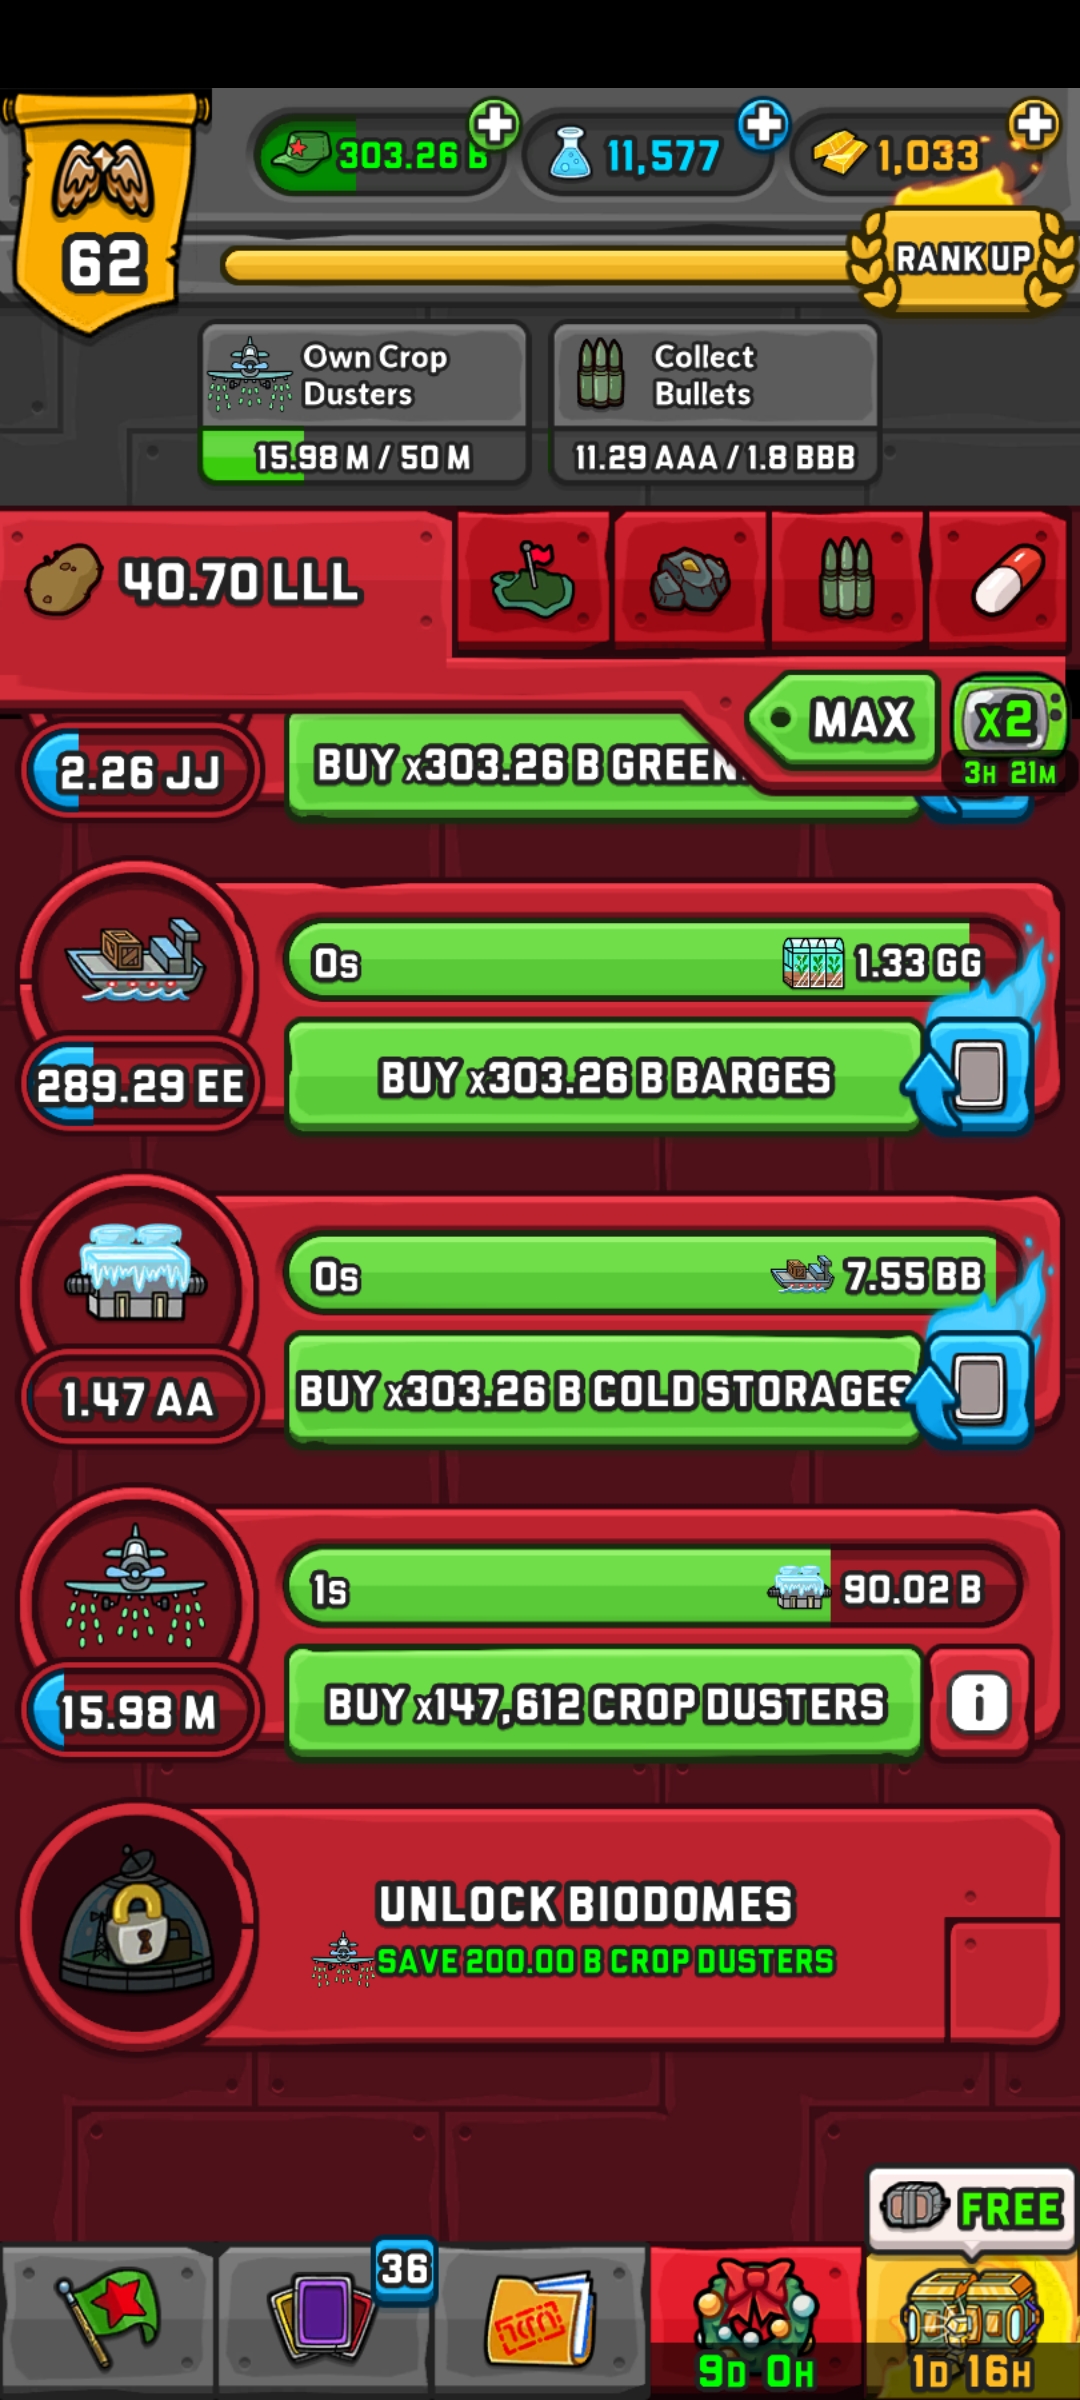 303.26 B
11,577
1,033
62
RANK UP
Own Crop
Dusters
15.98 M / 50 M
Collect
Bullets
11.29 AAA / 1.8 BBB
40.70 LLL
MAX
x2
3H 21M
2.26 JJ
BUY x303.26 B GREEN
0s
1.33 GG
289.29 EE
BUY x303.26 B BARGES
0s
7.55 BB
1.47 AA
BUY x303.26 B COLD STORAGES
1s
90.02 B
15.98 M
BUY x147,612 CROP DUSTERS
i
UNLOCK BIODOMES
SAVE 200.00 B CROP DUSTERS
FREE
36
9D 0H
1D 16H